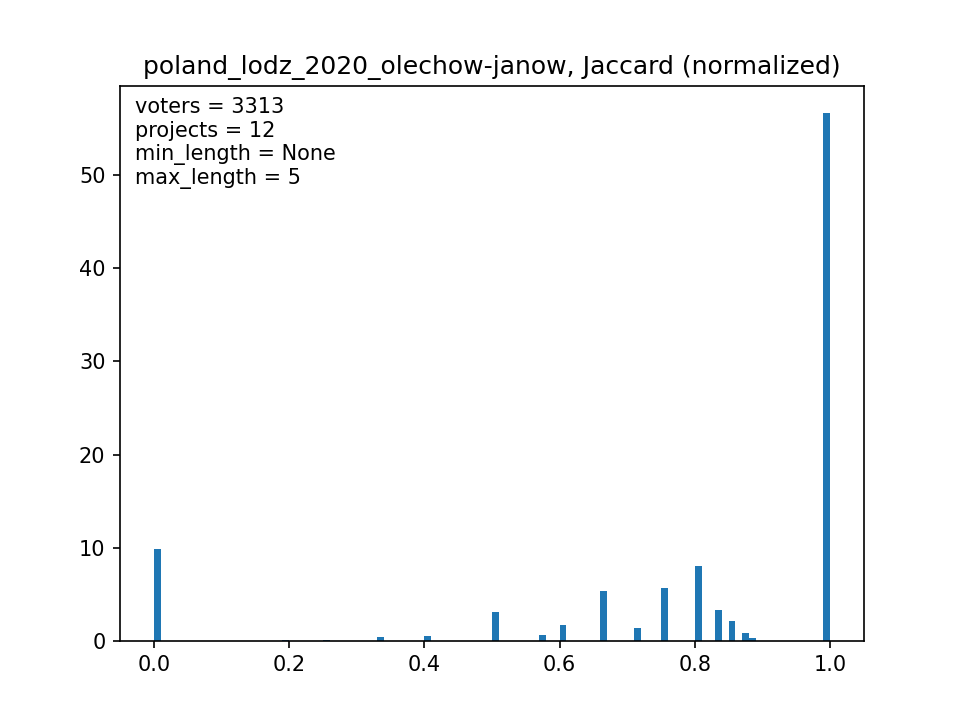 poland_lodz_2020_olechow-janow, Jaccard (normalized)
voters = 3313
projects = 12
min_length = None
max_length = 5
50
40
30
20
10
0
0.0 0.2 0.4 0.6 0.8 1.0